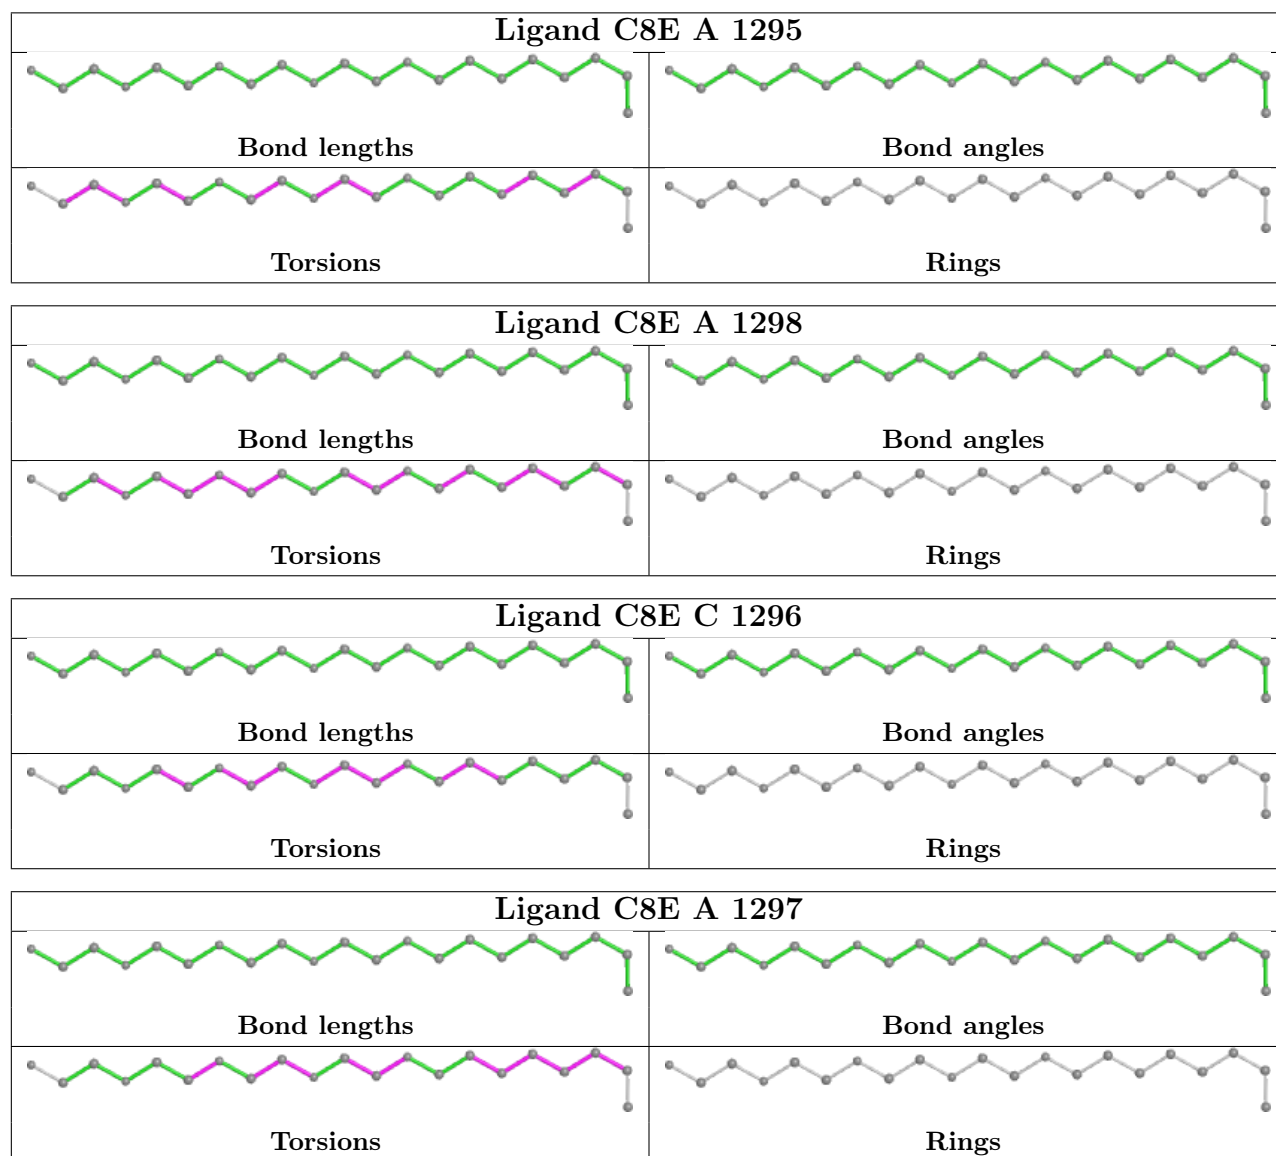 Ligand C8E A 1295
Bond lengths Bond angles
Torsions Rings
Ligand C8E A 1298
Bond lengths Bond angles
Torsions Rings
Ligand C8E C 1296
Bond lengths Bond angles
Torsions Rings
Ligand C8E A 1297
Bond lengths Bond angles
Torsions Rings